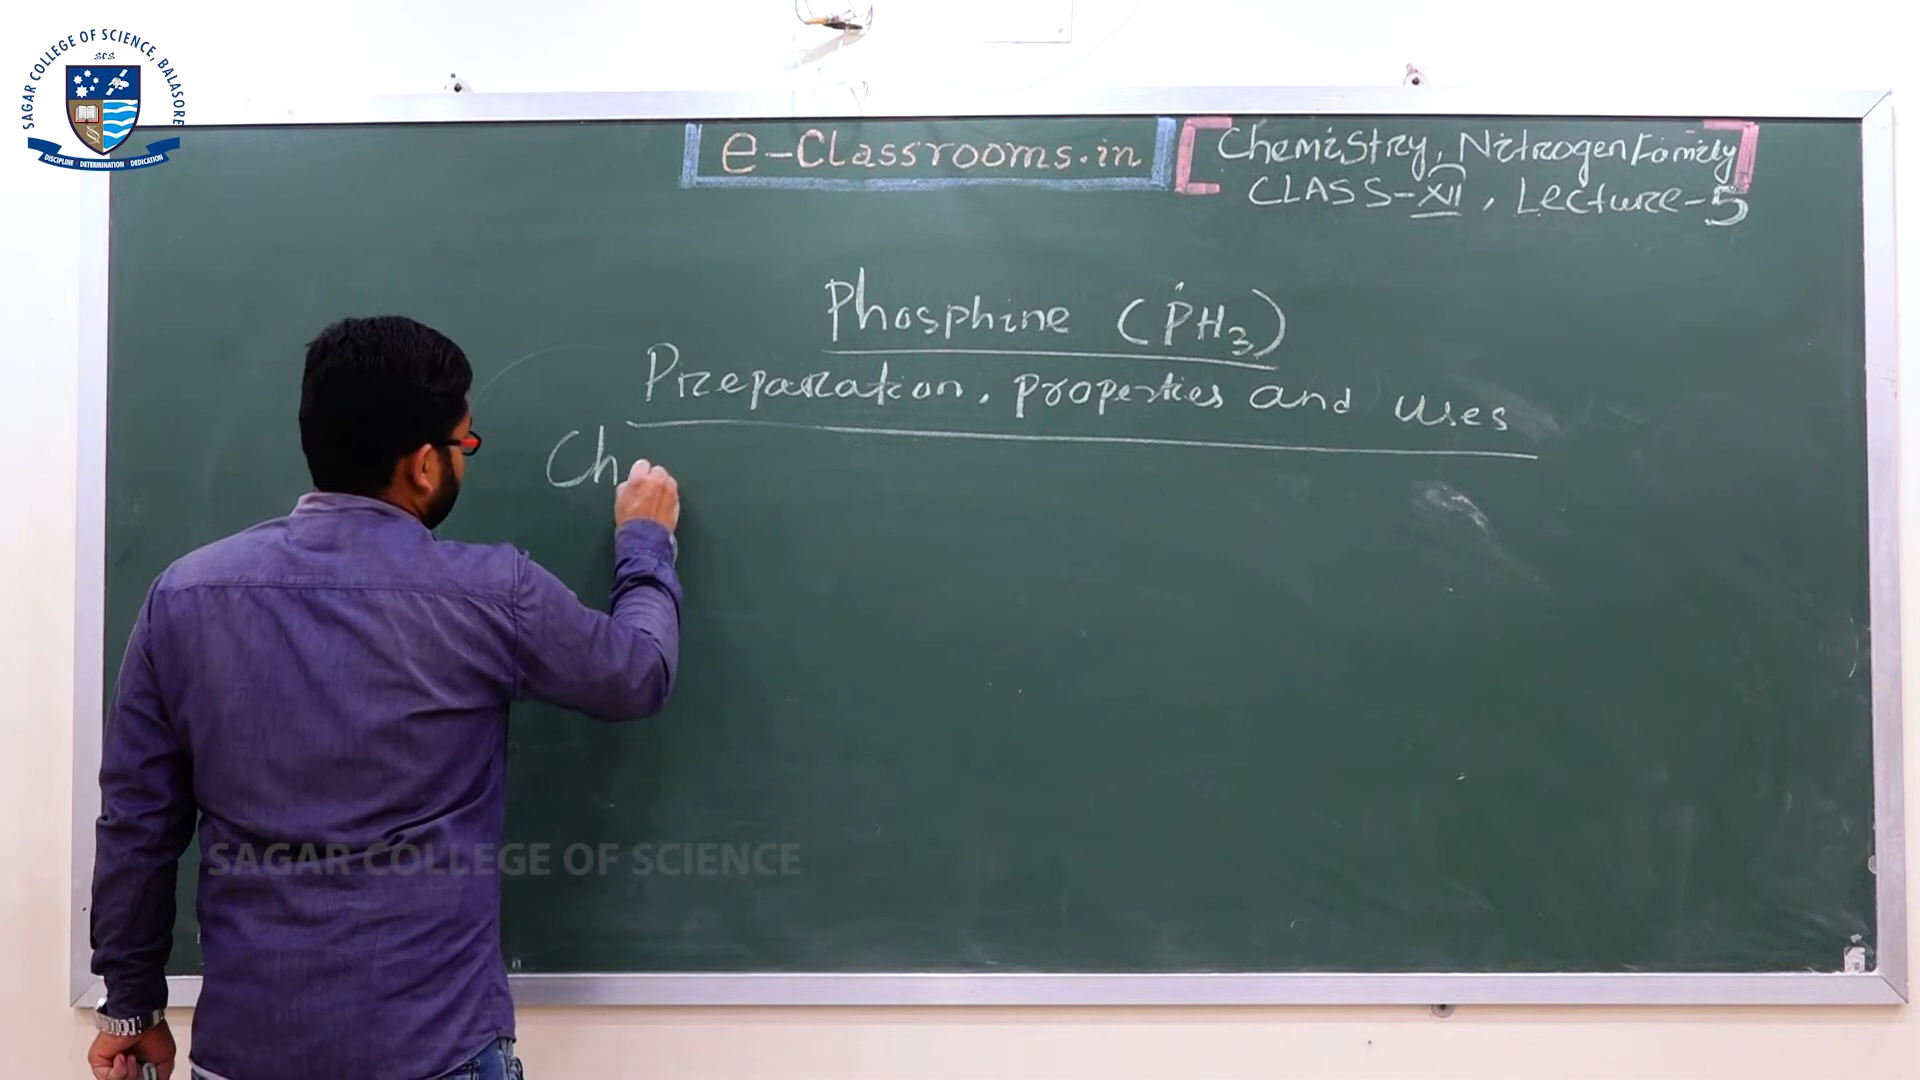 SAGAR COLLEGE OF SCIENCE, BALASORE
SCS
DISCIPLINE DETERMINATION DEDICATION
e-Classrooms.in
Chemistry, Nitrogen Family
CLASS-XII, Lecture-5
Phosphine (PH₃)
Preparation, properties and uses
Ch
SAGAR COLLEGE OF SCIENCE